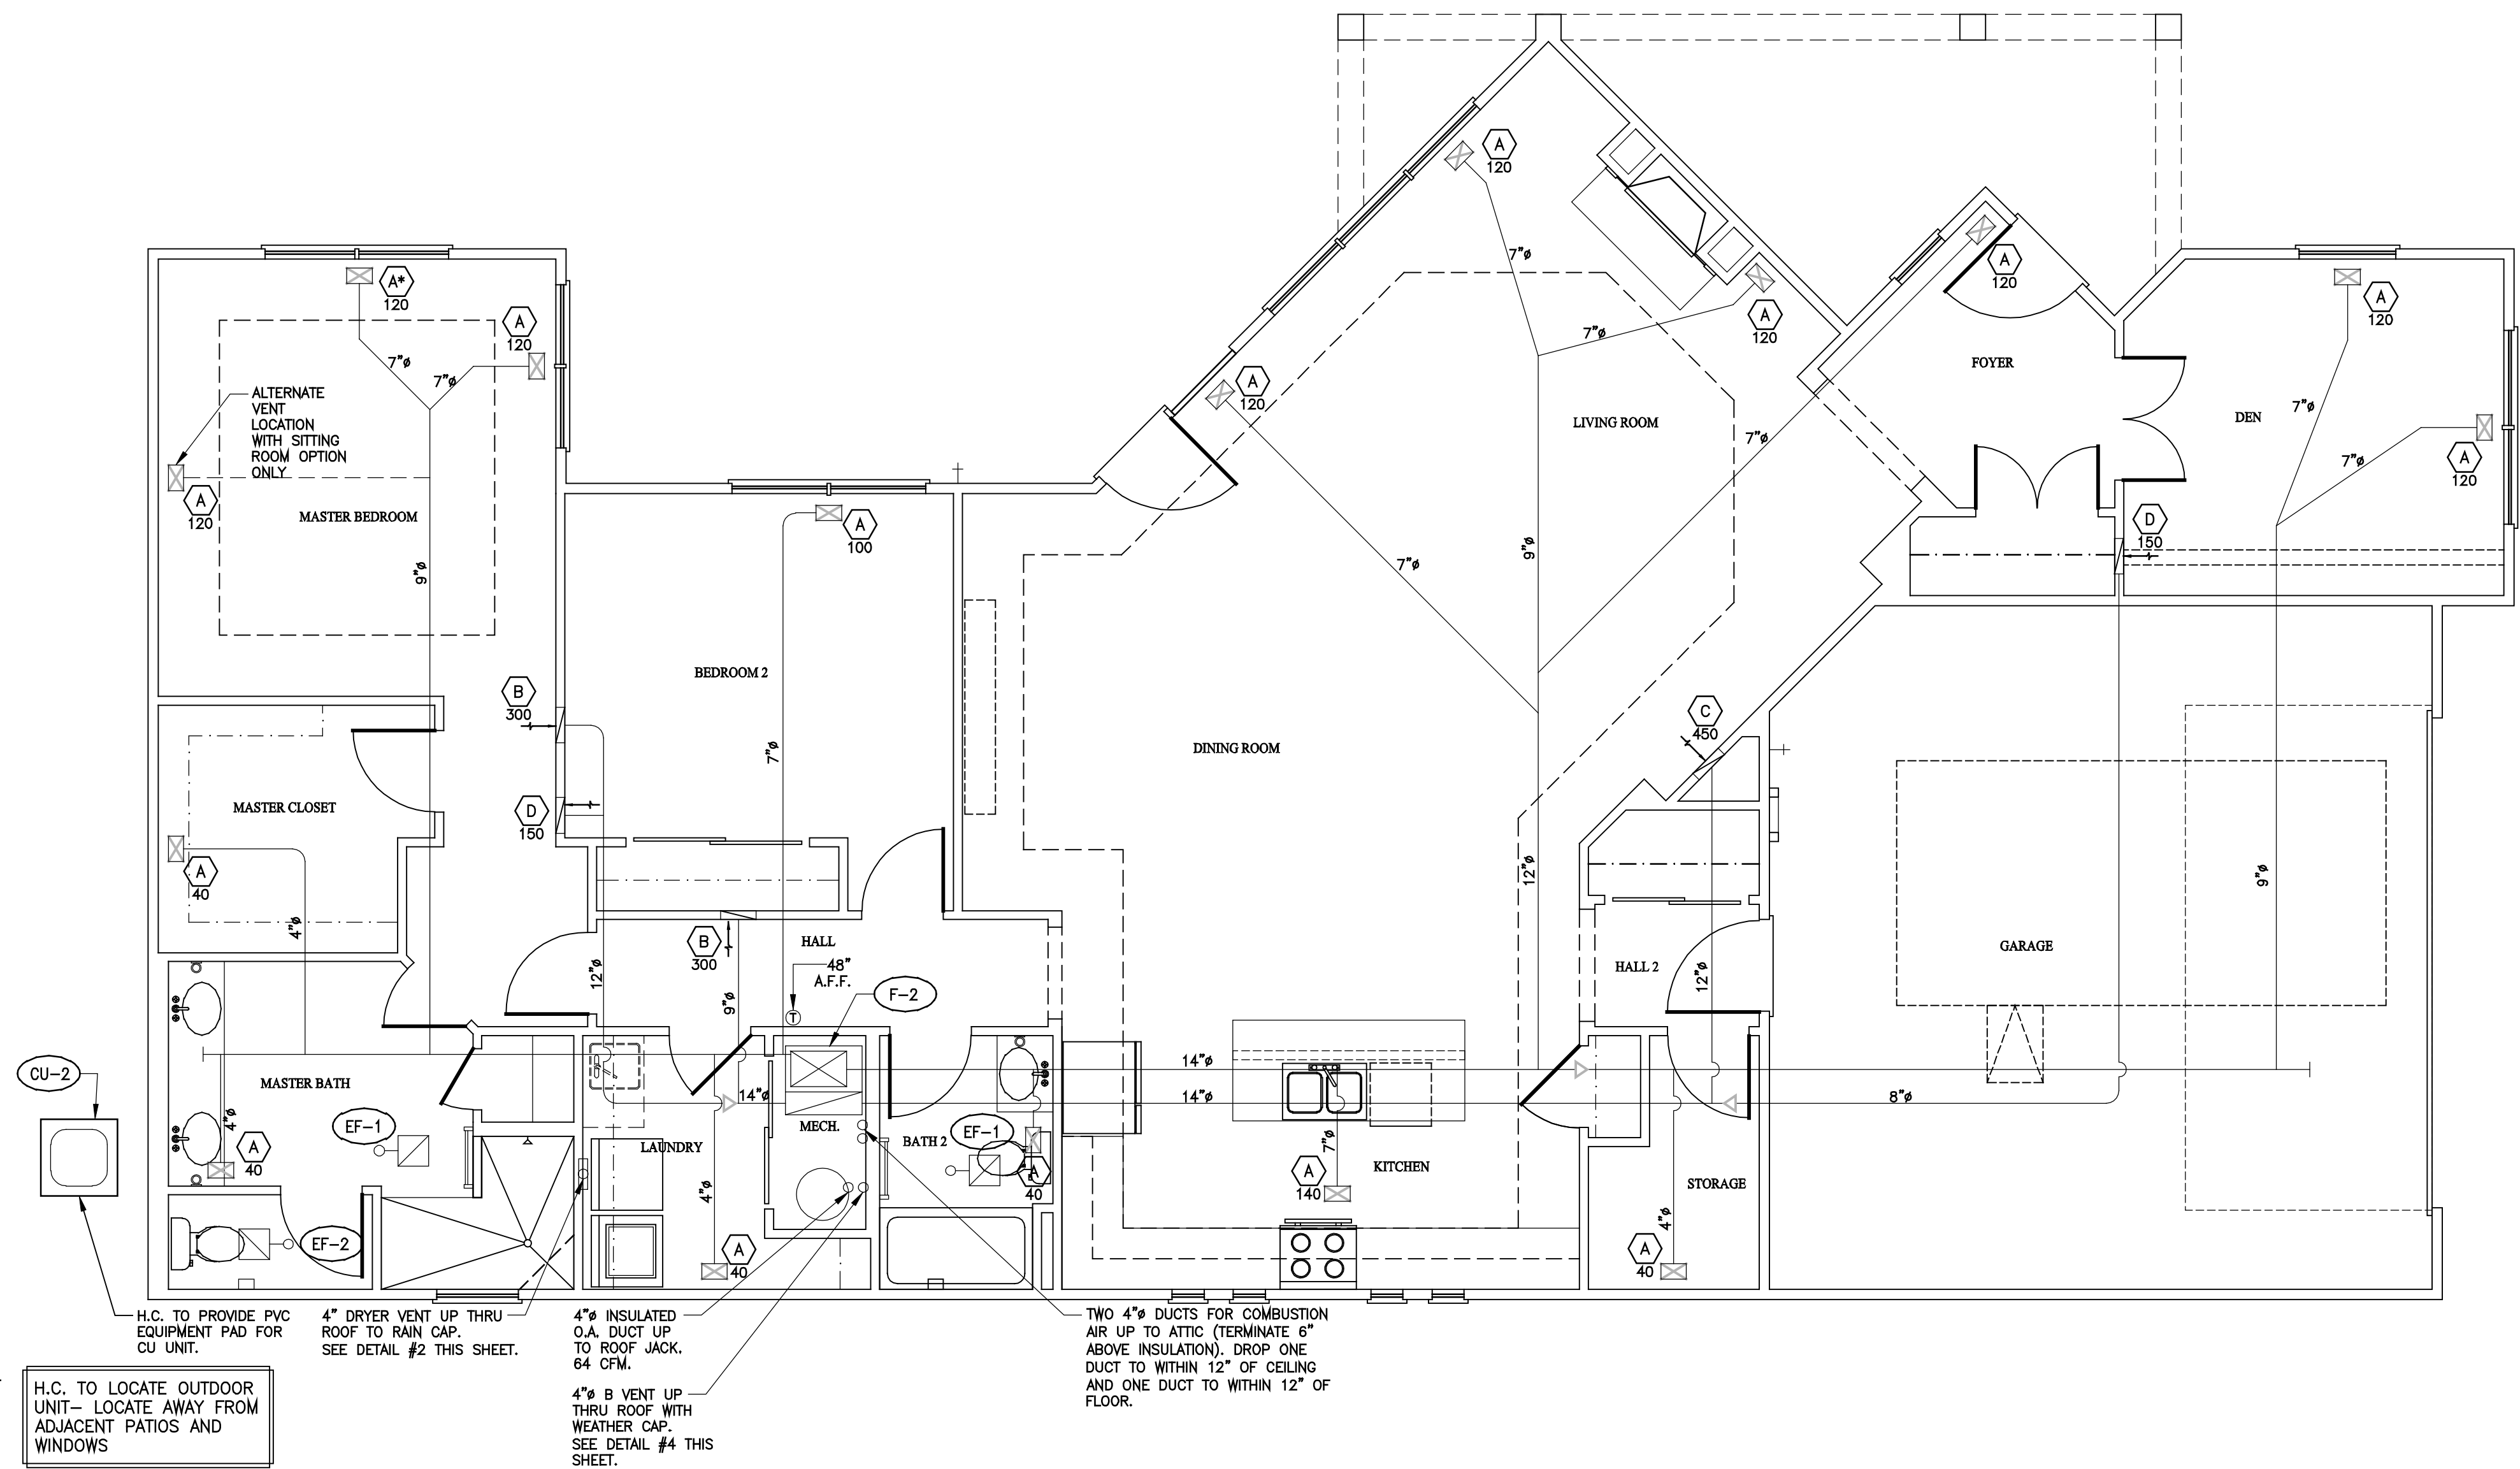 A
120
7"ø
A
120
7"ø
A
120
A
120
7"ø
A
120
7"ø
FOYER
DEN
A
120
7"ø
7"ø
A
120
D
150
LIVING ROOM
9"ø
7"ø
A*
120
A
120
7"ø
7"ø
ALTERNATE
VENT
LOCATION
WITH SITTING
ROOM OPTION
ONLY
A
120
MASTER BEDROOM
9"ø
A
100
BEDROOM 2
7"ø
B
300
D
150
DINING ROOM
C
450
12"ø
9"ø
MASTER CLOSET
A
40
4"ø
12"ø
B
300
9"ø
HALL
48"
A.F.F.
T
F-2
HALL 2
12"ø
GARAGE
CU-2
MASTER BATH
4"ø
A
40
EF-1
EF-2
14"ø
LAUNDRY
4"ø
A
40
MECH.
BATH 2
EF-1
A
40
14"ø
14"ø
7"ø
A
140
KITCHEN
8"ø
STORAGE
4"ø
A
40
H.C. TO PROVIDE PVC
EQUIPMENT PAD FOR
CU UNIT.
4" DRYER VENT UP THRU
ROOF TO RAIN CAP.
SEE DETAIL #2 THIS SHEET.
4"ø INSULATED
O.A. DUCT UP
TO ROOF JACK.
64 CFM.
4"ø B VENT UP
THRU ROOF WITH
WEATHER CAP.
SEE DETAIL #4 THIS
SHEET.
TWO 4"ø DUCTS FOR COMBUSTION
AIR UP TO ATTIC (TERMINATE 6"
ABOVE INSULATION). DROP ONE
DUCT TO WITHIN 12" OF CEILING
AND ONE DUCT TO WITHIN 12" OF
FLOOR.
H.C. TO LOCATE OUTDOOR
UNIT- LOCATE AWAY FROM
ADJACENT PATIOS AND
WINDOWS